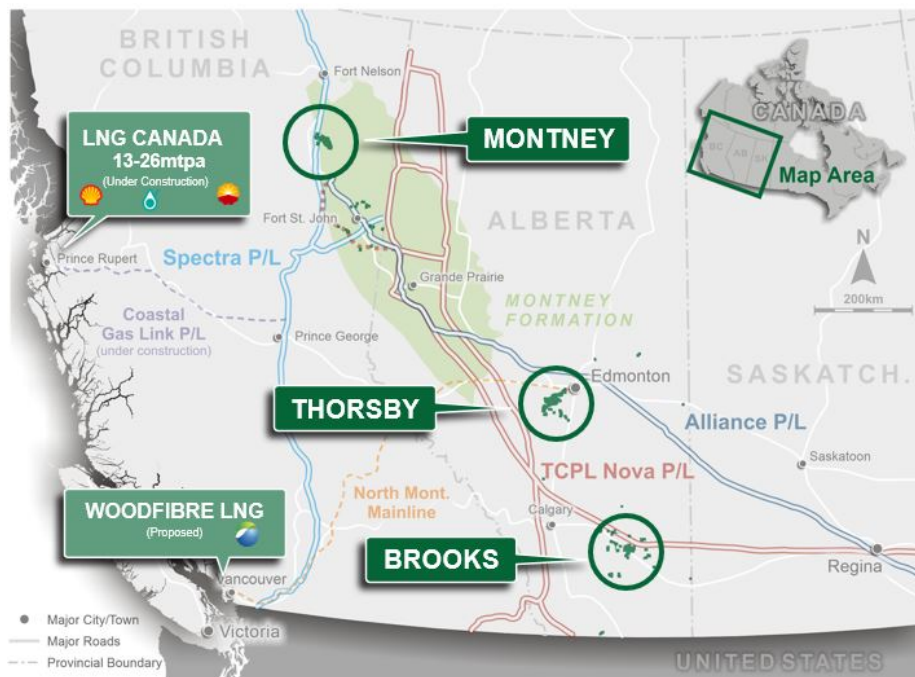 BRITISH
COLUMBIA
Fort Nelson
CANADA
BC
AB
SK
Map Area
LNG CANADA
13-26mtpa
(Under Construction)
MONTNEY
ALBERTA
N
200km
Fort St. John
Prince Rupert
Spectra P/L
Grande Prairie
MONTNEY
FORMATION
Coastal
Gas Link P/L
(under construction)
Prince George
SASKATCH.
Edmonton
THORSBY
Alliance P/L
Saskatoon
TCPL Nova P/L
North Mont.
Mainline
Calgary
WOODFIBRE LNG
(Proposed)
BROOKS
Regina
Vancouver
Major City/Town
Major Roads
Provincial Boundary
Victoria
UNITED STATES